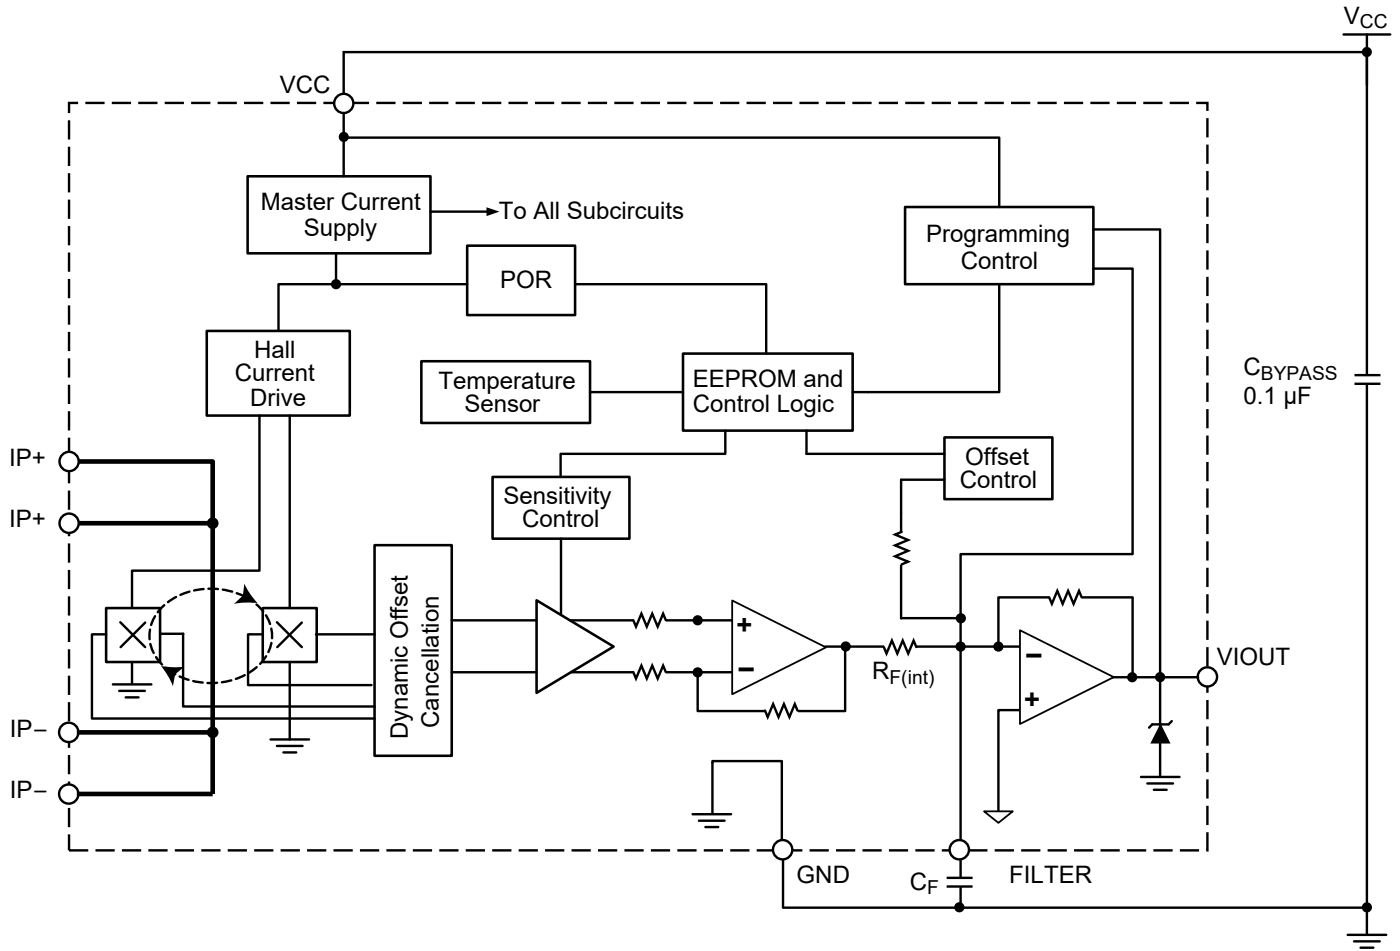 VCC
VCC
Master Current
Supply
To All Subcircuits
Programming
Control
POR
Hall
Current
Drive
Temperature
Sensor
EEPROM and
Control Logic
CBYPASS
0.1 µF
Offset
Control
Sensitivity
Control
IP+
IP+
Dynamic Offset
Cancellation
+
−
RF(int)
−
+
VIOUT
IP−
IP−
GND
CF
FILTER